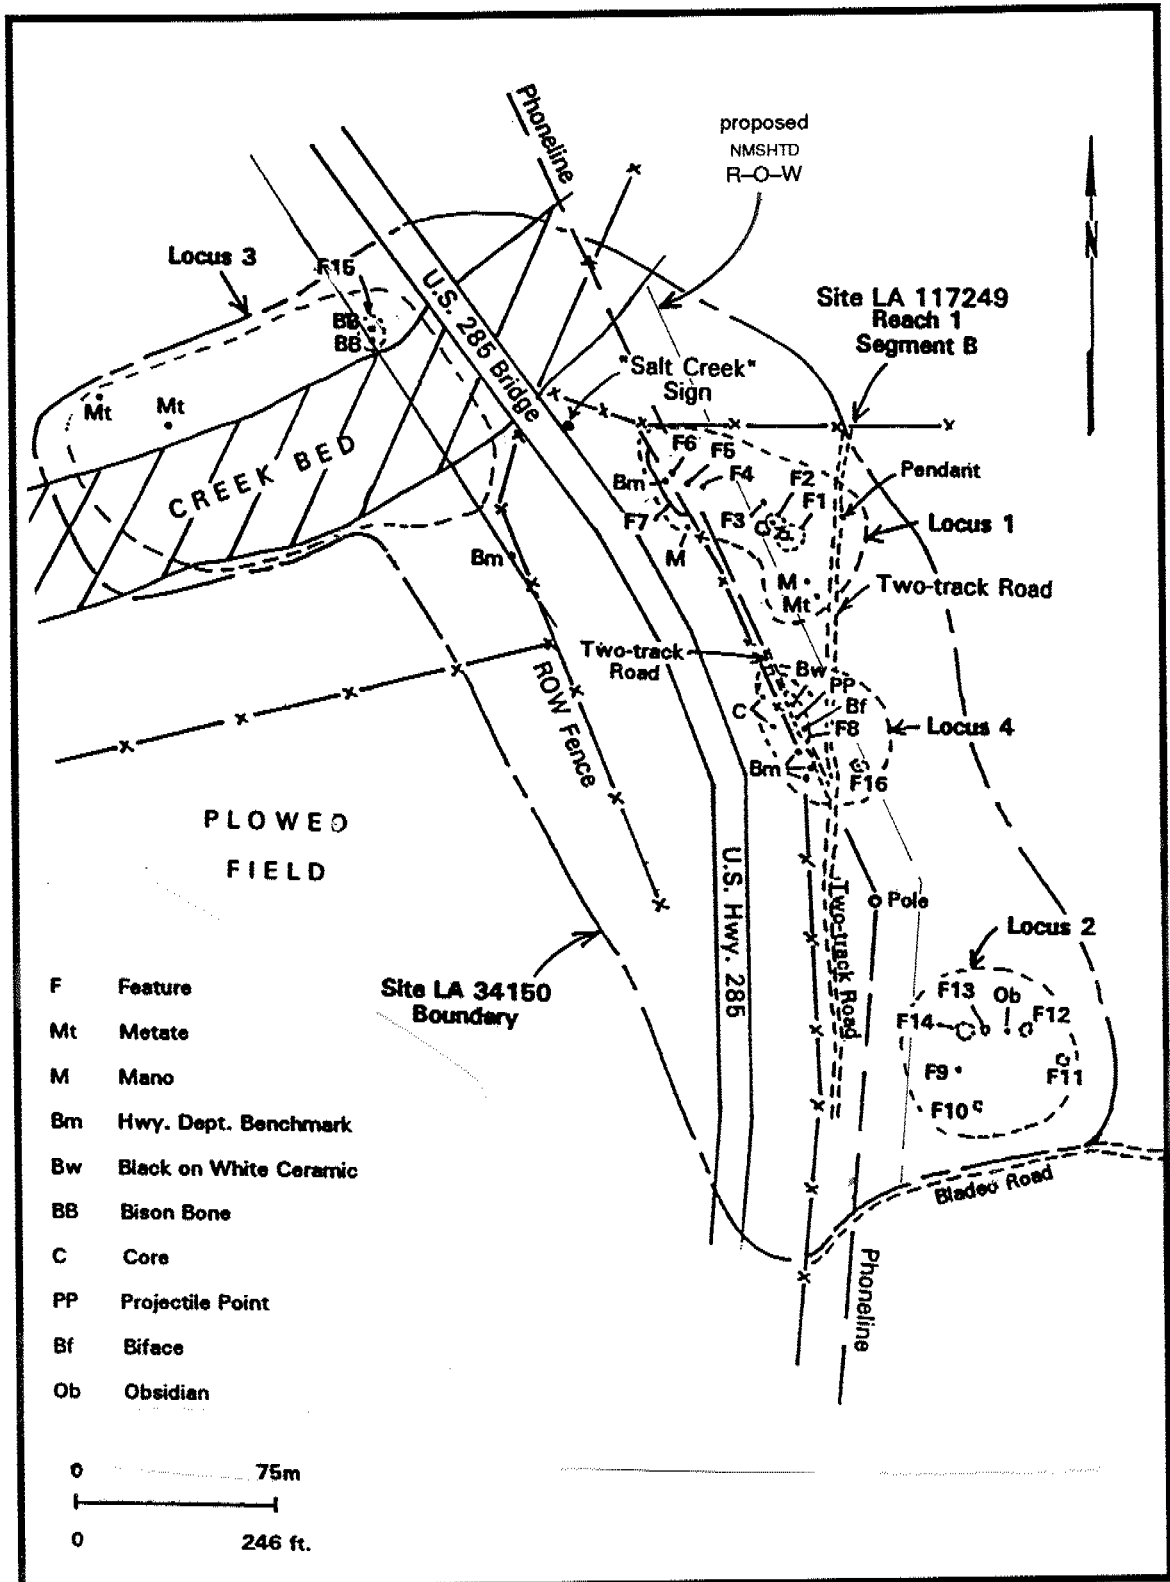 Phoneline
proposed
NMSHTD
R-O-W
N
Locus 3
F15
BB
BB
U.S. 285 Bridge
Site LA 117249
Reach 1
Segment B
"Salt Creek"
Sign
Mt
Mt
CREEK BED
F6
F5
F4
F2
F1
Bm
F3
F7
M
Pendant
Locus 1
Bm
M
Mt
Two-track Road
Two-track
Road
Bw
PP
Bf
C
F8
Locus 4
Bm
F16
ROW Fence
PLOWED
FIELD
U.S. Hwy. 285
Two-track Road
Pole
Locus 2
Site LA 34150
Boundary
F13
Ob
F14
F12
F9
F11
F10
Bladed Road
Phoneline
F Feature
Mt Metate
M Mano
Bm Hwy. Dept. Benchmark
Bw Black on White Ceramic
BB Bison Bone
C Core
PP Projectile Point
Bf Biface
Ob Obsidian
0 75m
0 246 ft.